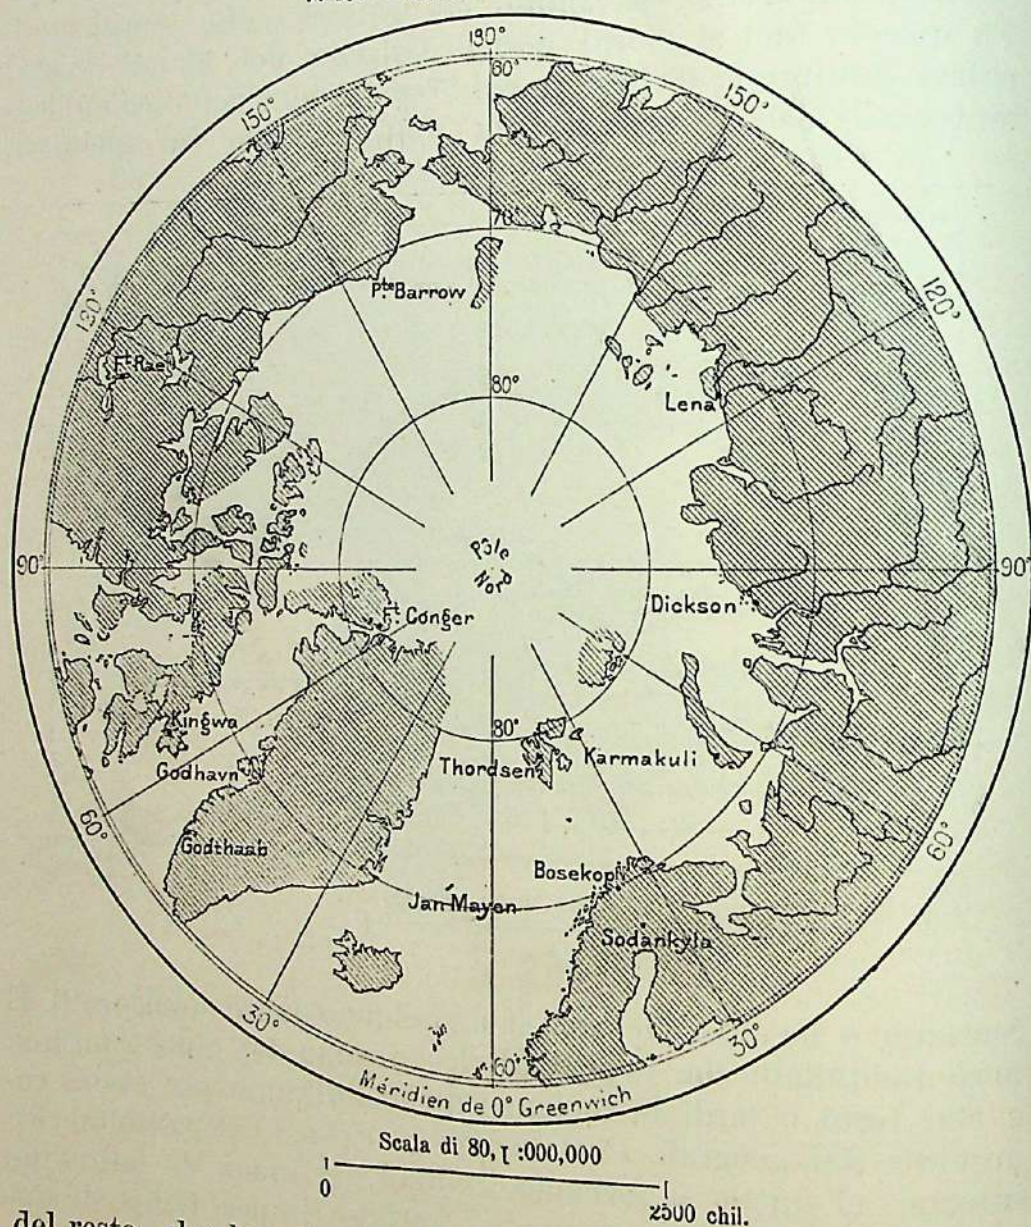 180°
60°
150°
150°
70°
Pte Barrow
130°
120°
Ft Rae
80°
Lena
Pôle
Nord
90°
90°
Dickson
Ft Conger
Kingwa
80°
Karmakuli
Godhavn
Thordsen
60°
60°
Godthaab
Bosekop
Jan Mayen
Sodankyla
30°
30°
60°
Méridien de 0° Greenwich
Scala di 80, 1 :000,000
0
2500 chil.